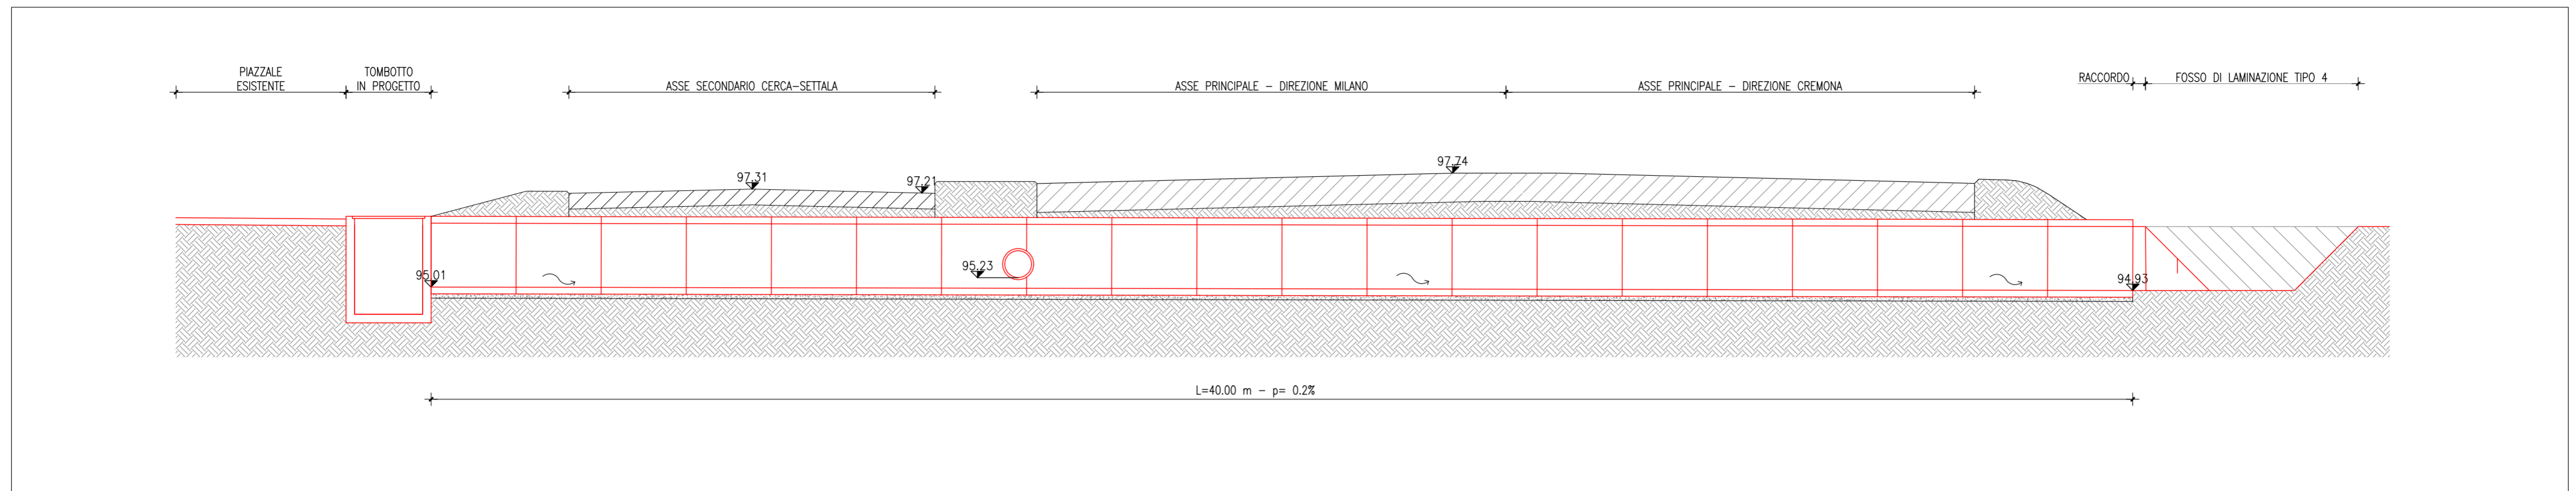 PIAZZALE
ESISTENTE
TOMBOTTO
IN PROGETTO
ASSE SECONDARIO CERCA-SETTALA
ASSE PRINCIPALE - DIREZIONE MILANO
ASSE PRINCIPALE - DIREZIONE CREMONA
RACCORDO
FOSSO DI LAMINAZIONE TIPO 4
97.31
97.21
97.74
95.01
95.23
94.93
L=40.00 m - p= 0.2%